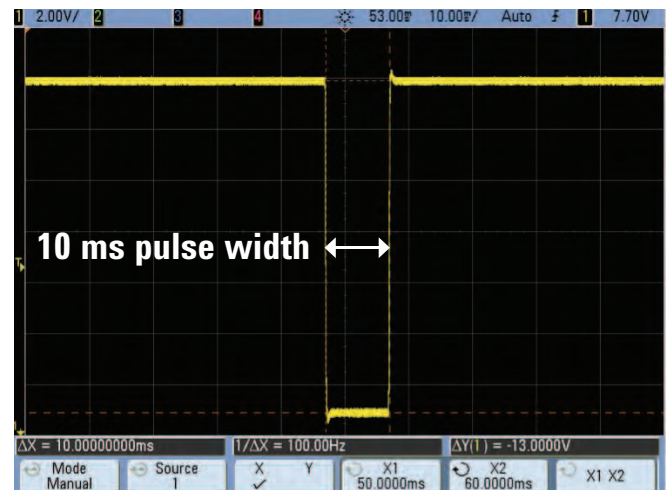 1 2.00V/ 2 3 4 53.00▯ 10.00▯/ Auto 1 7.70V
10 ms pulse width
T
ΔX = 10.00000000ms 1/ΔX = 100.00Hz ΔY(1) = -13.0000V
Mode Source X Y X1 X2 X1 X2
Manual 1 ✓ 50.0000ms 60.0000ms